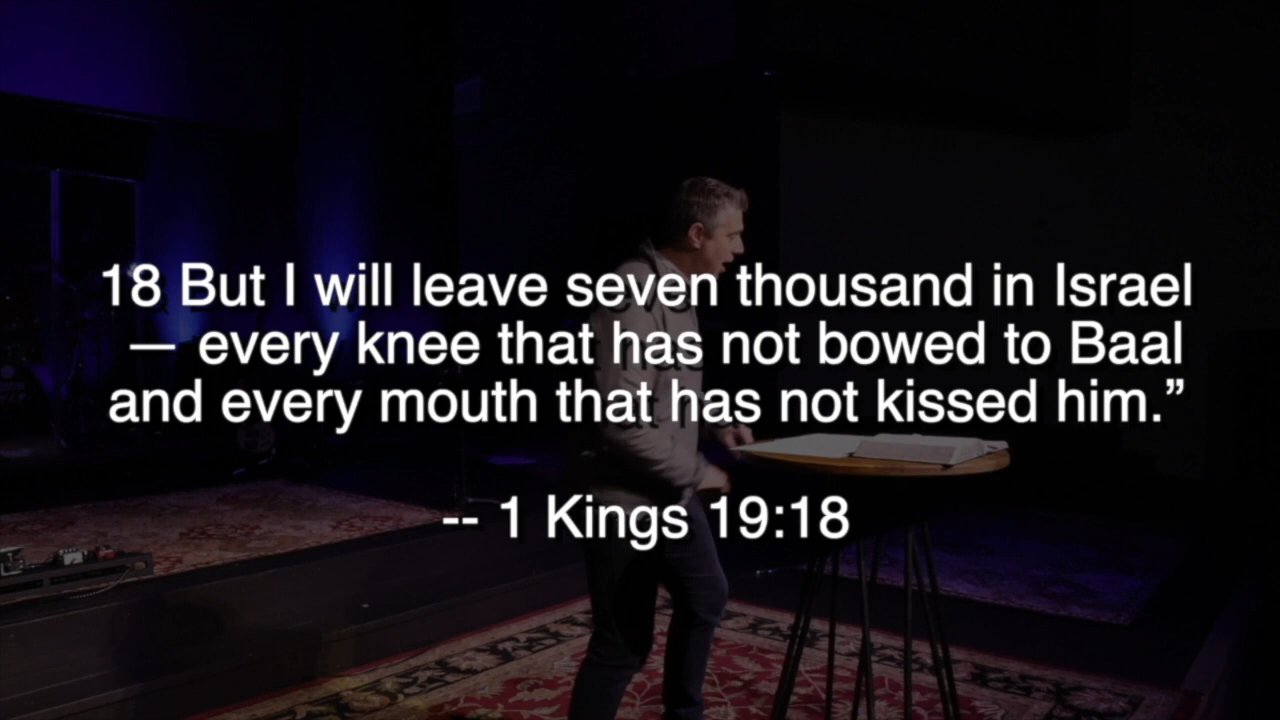 18 But I will leave seven thousand in Israel
— every knee that has not bowed to Baal
and every mouth that has not kissed him.”
-- 1 Kings 19:18